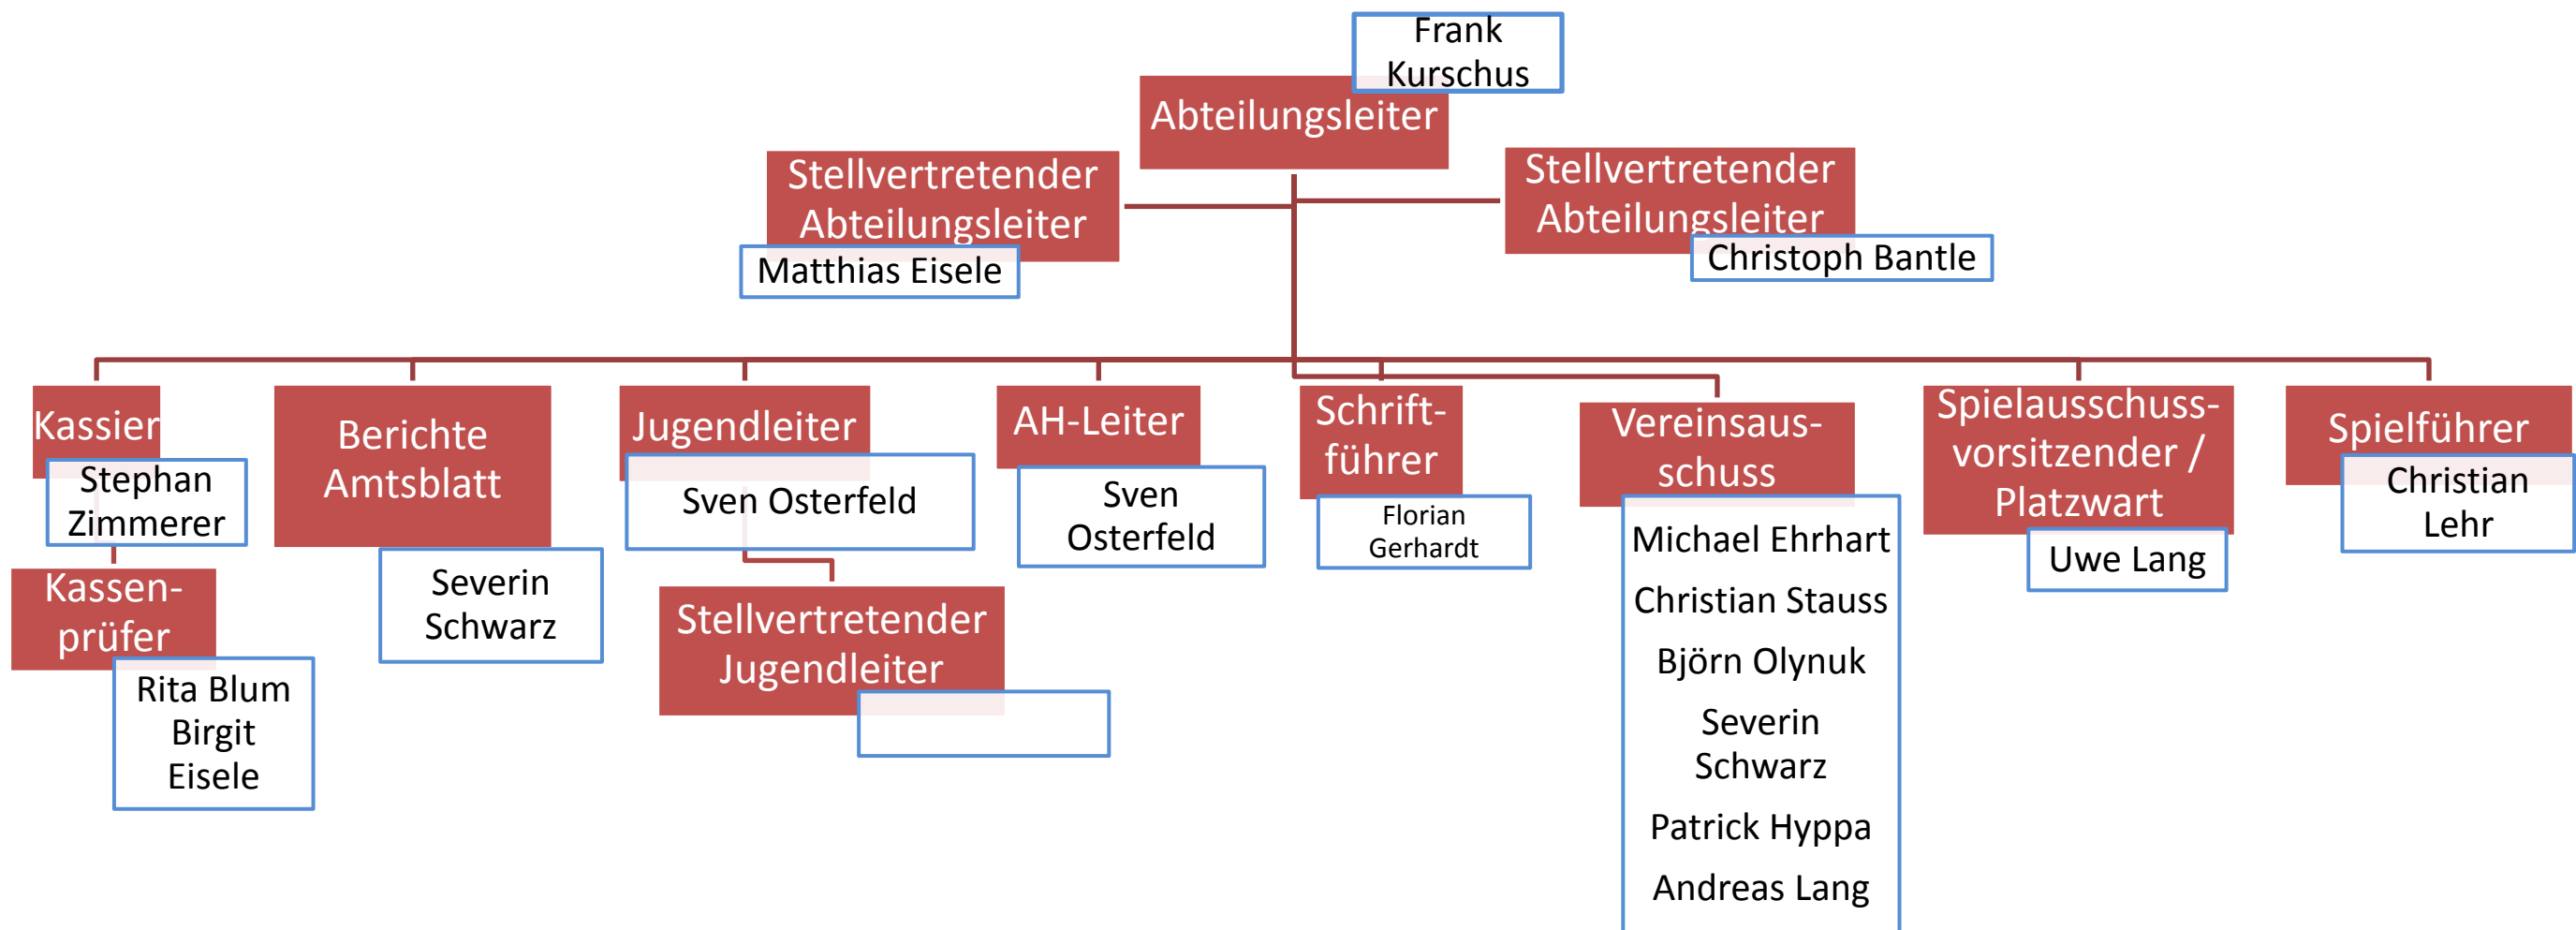 Frank
Kurschus
Abteilungsleiter
Stellvertretender
Abteilungsleiter
Matthias Eisele
Stellvertretender
Abteilungsleiter
Christoph Bantle
Kassier
Stephan
Zimmerer
Kassen-
prüfer
Rita Blum
Birgit
Eisele
Berichte
Amtsblatt
Severin
Schwarz
Jugendleiter
Sven Osterfeld
Stellvertretender
Jugendleiter
AH-Leiter
Sven
Osterfeld
Schrift-
führer
Florian
Gerhardt
Vereinsaus-
schuss
Michael Ehrhart
Christian Stauss
Björn Olynuk
Severin
Schwarz
Patrick Hyppa
Andreas Lang
Spielausschuss-
vorsitzender /
Platzwart
Uwe Lang
Spielführer
Christian
Lehr